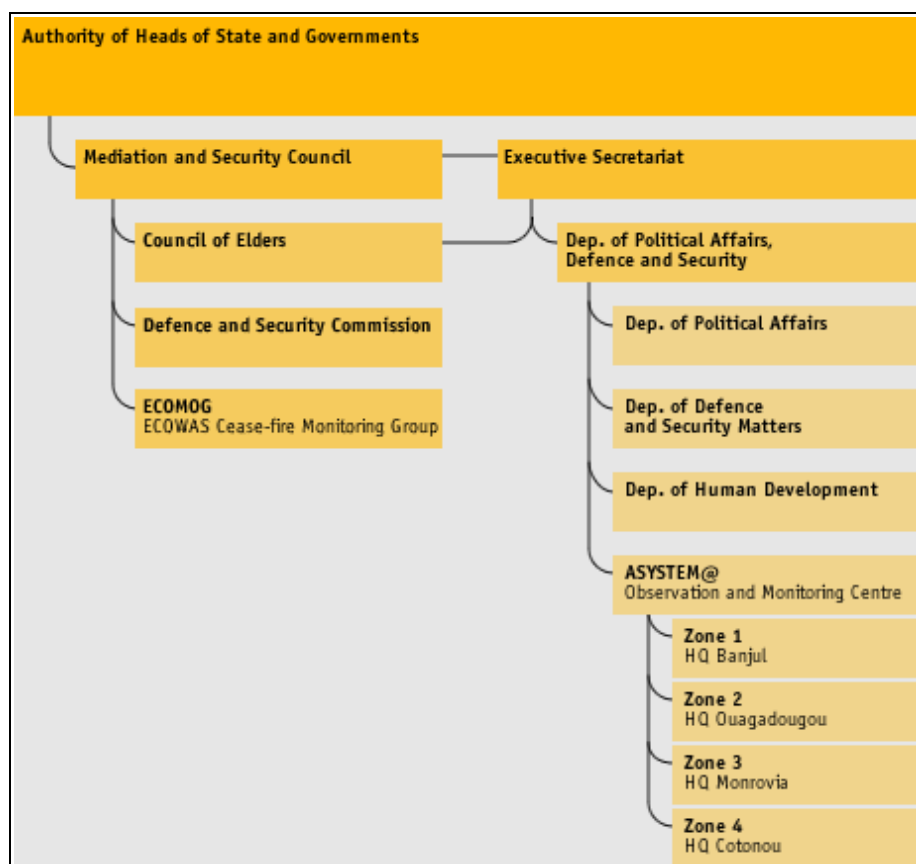 Authority of Heads of State and Governments
Mediation and Security Council
Executive Secretariat
Council of Elders
Dep. of Political Affairs,
Defence and Security
Defence and Security Commission
Dep. of Political Affairs
ECOMOG
ECOWAS Cease-fire Monitoring Group
Dep. of Defence
and Security Matters
Dep. of Human Development
ASYSTEM@
Observation and Monitoring Centre
Zone 1
HQ Banjul
Zone 2
HQ Ouagadougou
Zone 3
HQ Monrovia
Zone 4
HQ Cotonou